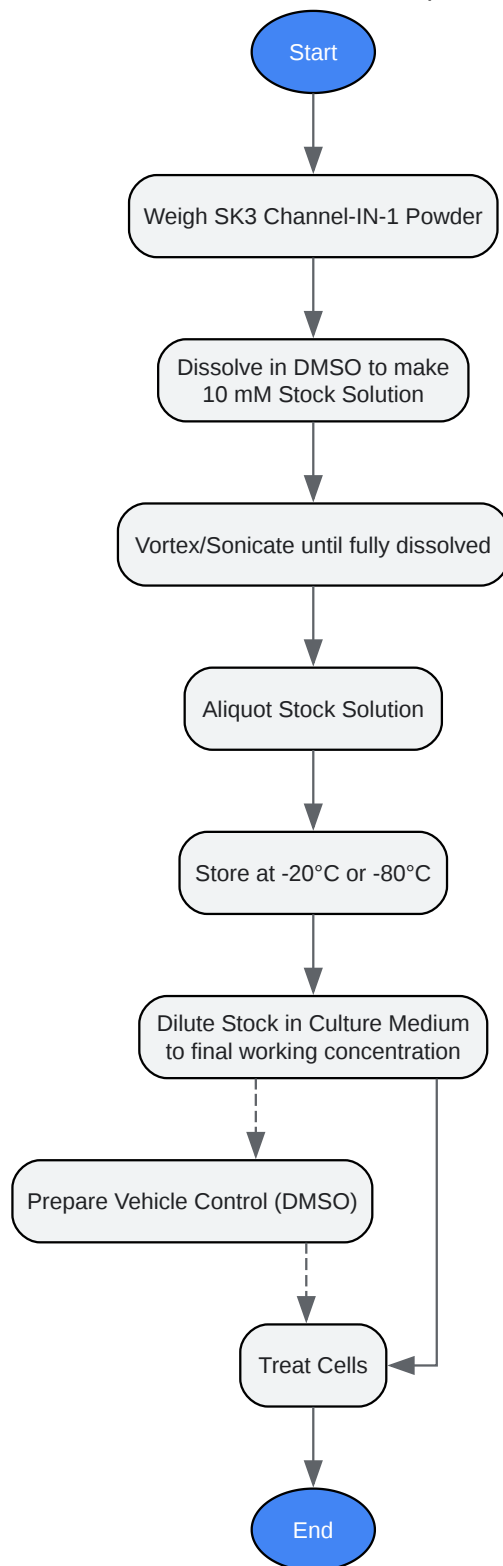 Start
Weigh SK3 Channel-IN-1 Powder
Dissolve in DMSO to make
10 mM Stock Solution
Vortex/Sonicate until fully dissolved
Aliquot Stock Solution
Store at -20°C or -80°C
Dilute Stock in Culture Medium
to final working concentration
Prepare Vehicle Control (DMSO)
Treat Cells
End